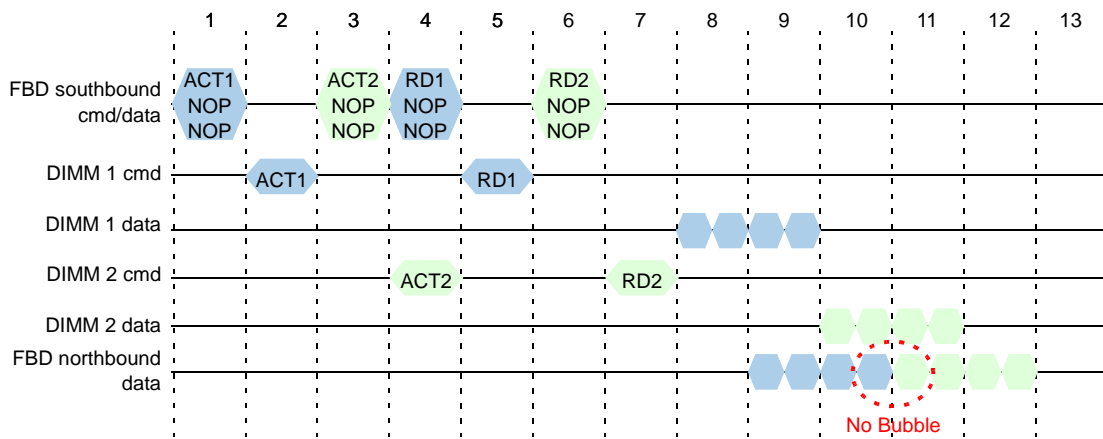 1 2 3 4 5 6 7 8 9 10 11 12 13
FBD southbound
cmd/data
ACT1
NOP
NOP
ACT2
NOP
NOP
RD1
NOP
NOP
RD2
NOP
NOP
DIMM 1 cmd
ACT1
RD1
DIMM 1 data
DIMM 2 cmd
ACT2
RD2
DIMM 2 data
FBD northbound
data
No Bubble